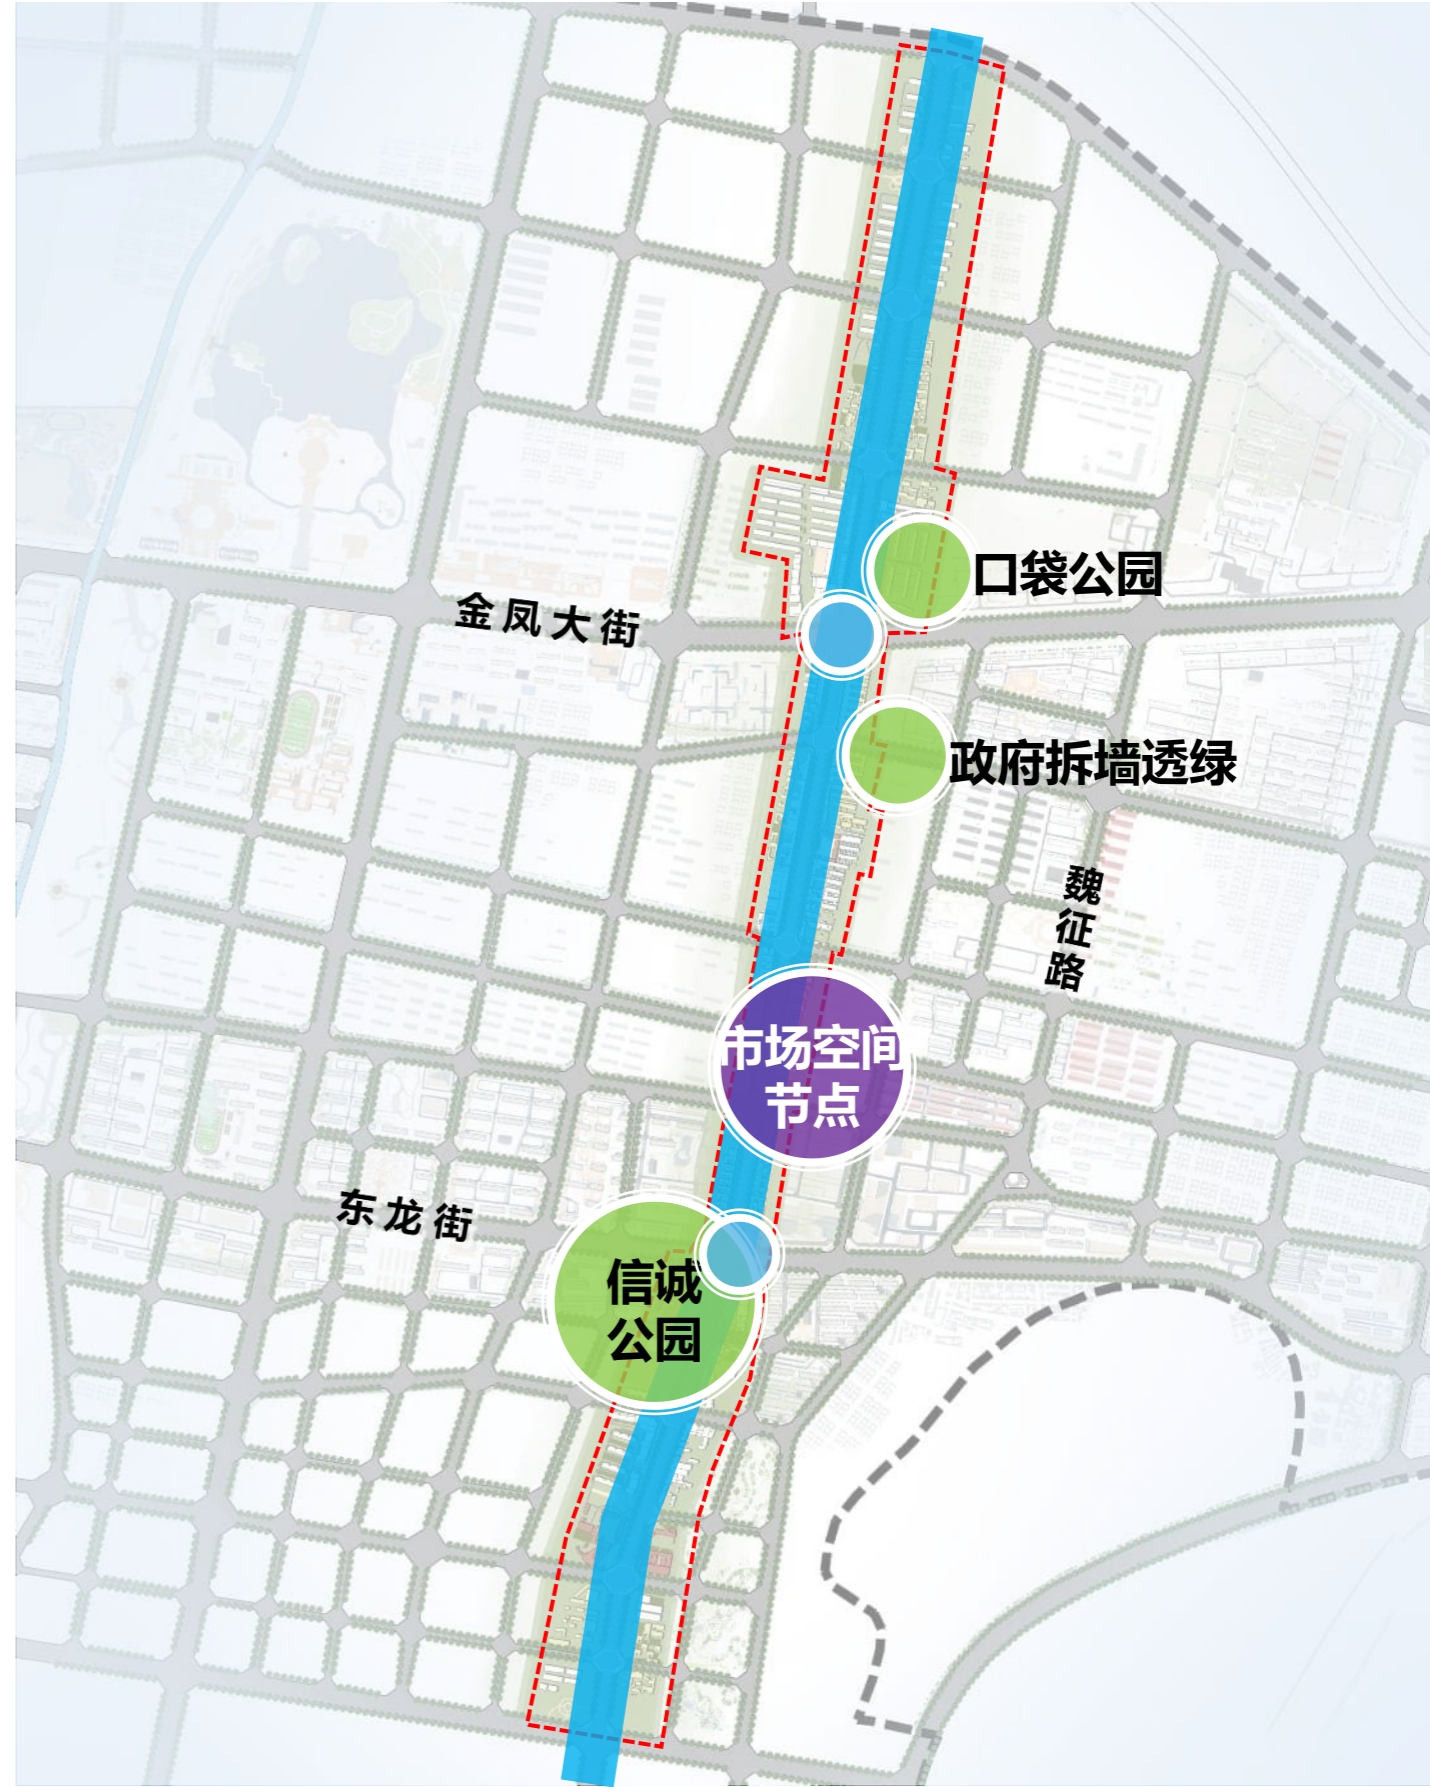 口袋公园
金凤大街
政府拆墙透绿
魏征路
市场空间
节点
东龙街
信诚
公园